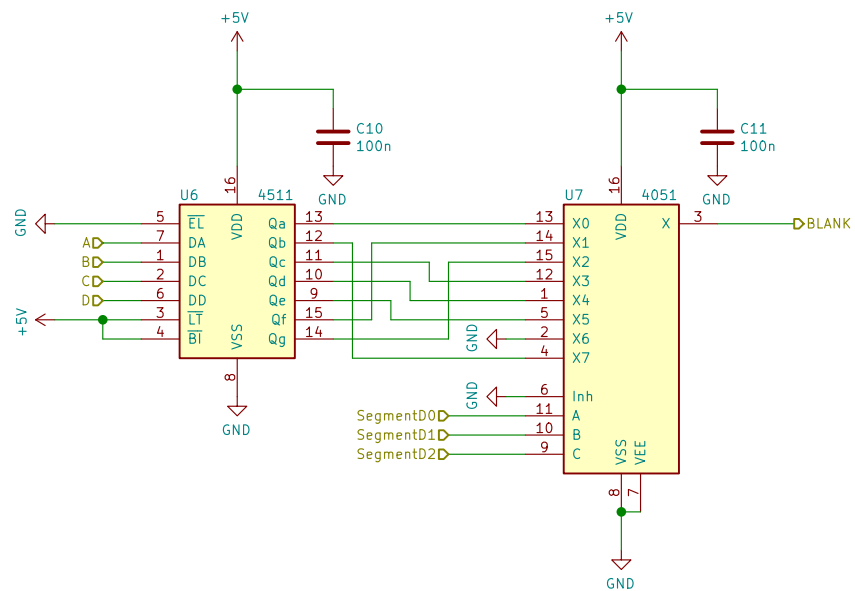 +5V
+5V
C10
100n
C11
100n
GND
GND
16
16
U6
4511
U7
4051
GND
5
EL
VDD
Qa
13
13
X0
VDD
X
3
BLANK
A
7
DA
Qb
12
14
X1
B
1
DB
Qc
11
15
X2
C
2
DC
Qd
10
12
X3
D
6
DD
Qe
9
1
X4
+5V
3
LT
Qf
15
5
X5
4
BI
VSS
Qg
14
GND
2
X6
4
X7
8
GND
6
Inh
SegmentD0
11
A
GND
SegmentD1
10
B
SegmentD2
9
C
VSS
VEE
8
7
GND